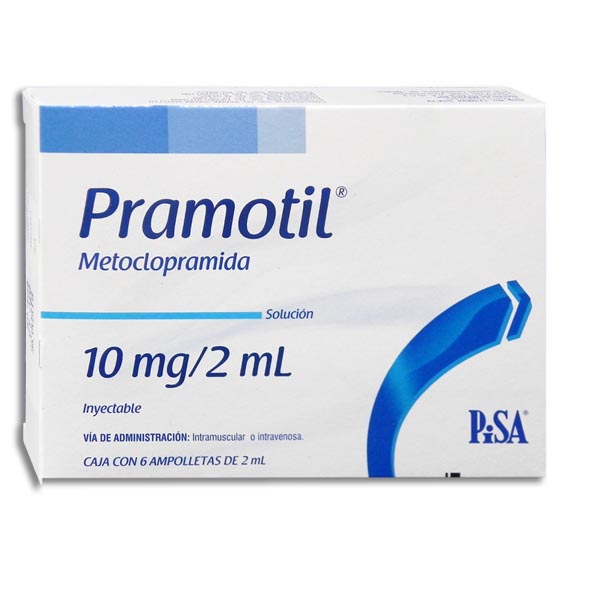 Pramotil®
Metoclopramida
Solución
10 mg/2 mL
Inyectable
VÍA DE ADMINISTRACIÓN: Intramuscular o intravenosa.
CAJA CON 6 AMPOLLETAS DE 2 mL
PiSA®